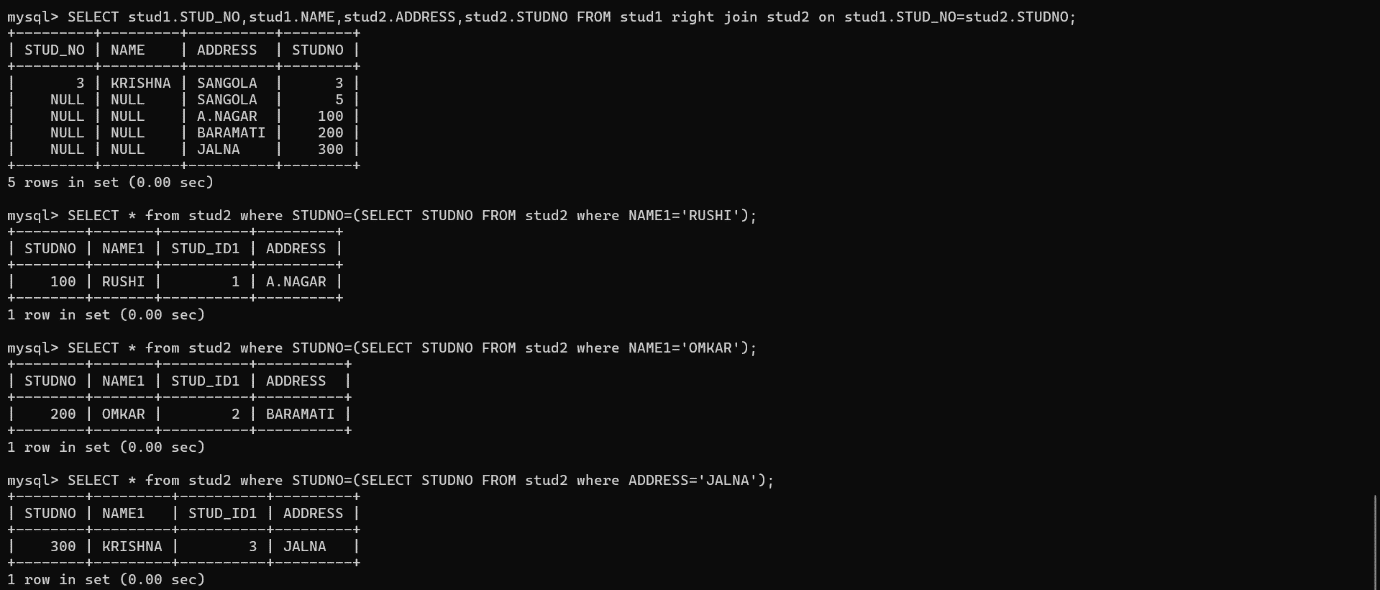 mysql> SELECT stud1.STUD_NO,stud1.NAME,stud2.ADDRESS,stud2.STUDNO FROM stud1 right join stud2 on stud1.STUD_NO=stud2.STUDNO;
+---------+---------+----------+--------+
| STUD_NO | NAME    | ADDRESS  | STUDNO |
+---------+---------+----------+--------+
|       3 | KRISHNA | SANGOLA  |      3 |
|    NULL | NULL    | SANGOLA  |      5 |
|    NULL | NULL    | A.NAGAR  |    100 |
|    NULL | NULL    | BARAMATI |    200 |
|    NULL | NULL    | JALNA    |    300 |
+---------+---------+----------+--------+
5 rows in set (0.00 sec)

mysql> SELECT * from stud2 where STUDNO=(SELECT STUDNO FROM stud2 where NAME1='RUSHI');
+--------+-------+----------+---------+
| STUDNO | NAME1 | STUD_ID1 | ADDRESS |
+--------+-------+----------+---------+
|    100 | RUSHI |        1 | A.NAGAR |
+--------+-------+----------+---------+
1 row in set (0.00 sec)

mysql> SELECT * from stud2 where STUDNO=(SELECT STUDNO FROM stud2 where NAME1='OMKAR');
+--------+-------+----------+----------+
| STUDNO | NAME1 | STUD_ID1 | ADDRESS  |
+--------+-------+----------+----------+
|    200 | OMKAR |        2 | BARAMATI |
+--------+-------+----------+----------+
1 row in set (0.00 sec)

mysql> SELECT * from stud2 where STUDNO=(SELECT STUDNO FROM stud2 where ADDRESS='JALNA');
+--------+---------+----------+---------+
| STUDNO | NAME1   | STUD_ID1 | ADDRESS |
+--------+---------+----------+---------+
|    300 | KRISHNA |        3 | JALNA   |
+--------+---------+----------+---------+
1 row in set (0.00 sec)